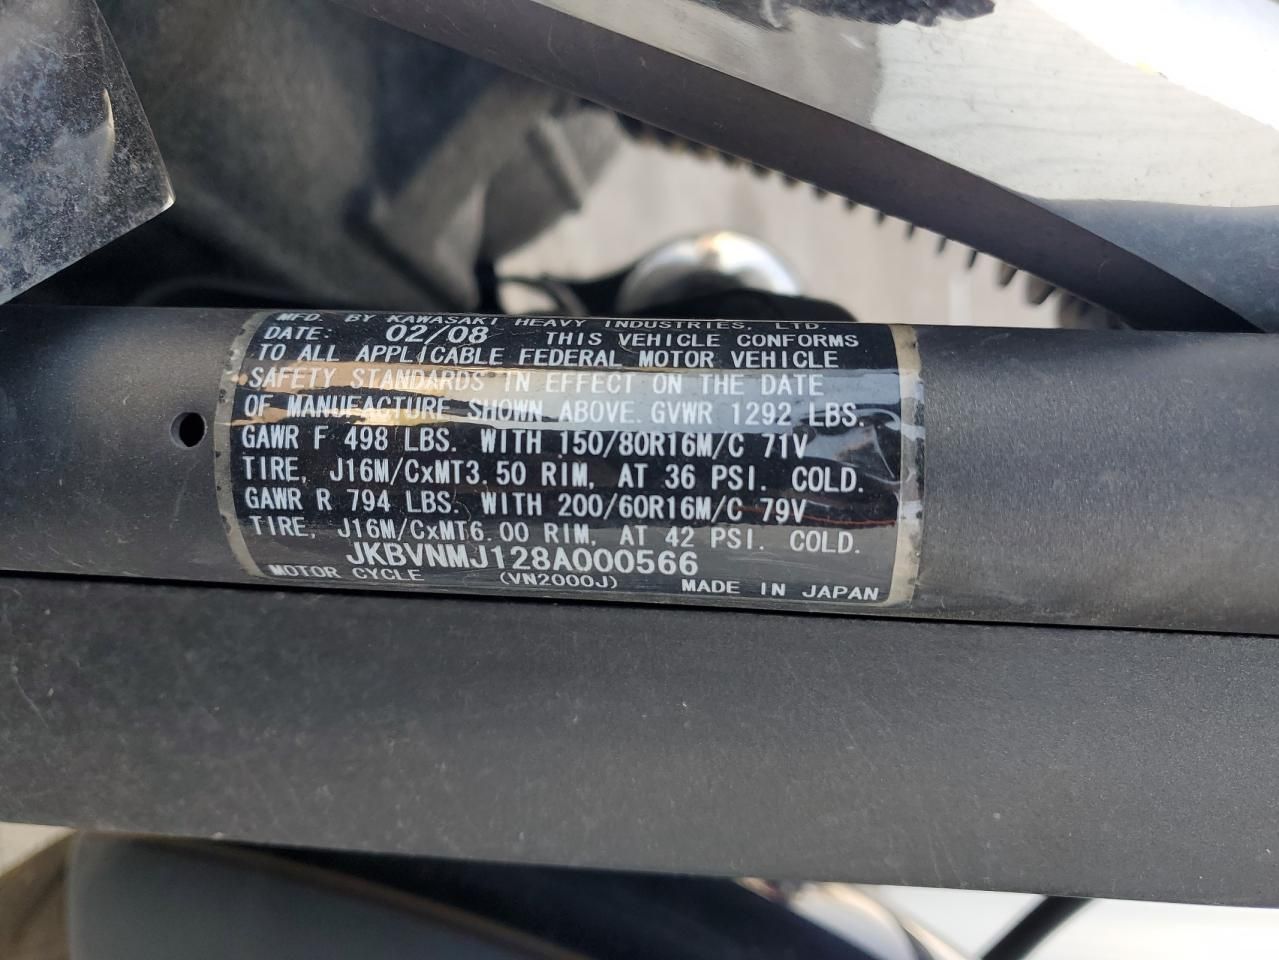 MFD. BY KAWASAKI HEAVY INDUSTRIES, LTD.
DATE: 02/08 THIS VEHICLE CONFORMS
TO ALL APPLICABLE FEDERAL MOTOR VEHICLE
SAFETY STANDARDS IN EFFECT ON THE DATE
OF MANUFACTURE SHOWN ABOVE. GVWR 1292 LBS.
GAWR F 498 LBS. WITH 150/80R16M/C 71V
TIRE, J16M/CxMT3.50 RIM, AT 36 PSI. COLD.
GAWR R 794 LBS. WITH 200/60R16M/C 79V
TIRE, J16M/CxMT6.00 RIM, AT 42 PSI. COLD.
JKBVNMJ128A000566
MOTOR CYCLE (VN2000J) MADE IN JAPAN